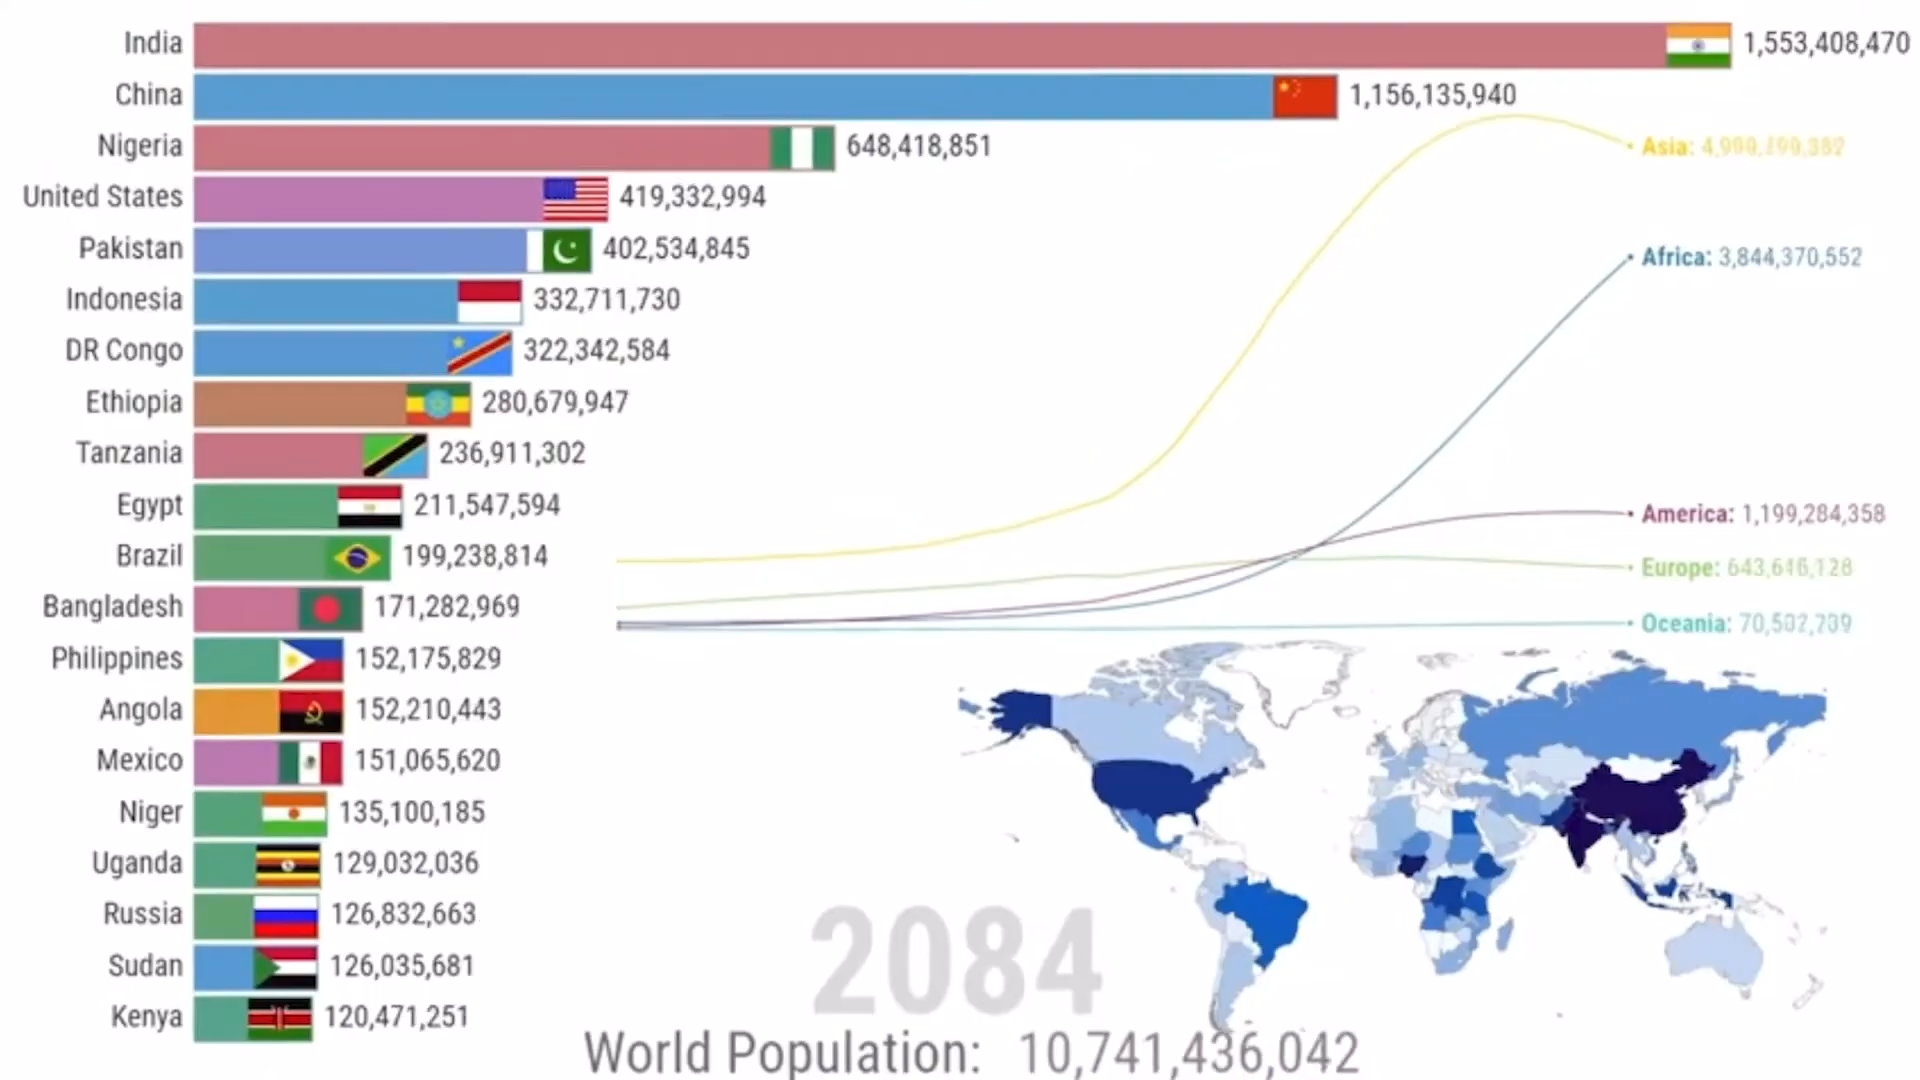 India 1,553,408,470
China 1,156,135,940
Nigeria 648,418,851
Asia:
United States 419,332,994
Pakistan 402,534,845
Africa: 3,844,370,552
Indonesia 332,711,730
DR Congo 322,342,584
Ethiopia 280,679,947
Tanzania 236,911,302
Egypt 211,547,594
America: 1,199,284,358
Brazil 199,238,814
Europe:
Bangladesh 171,282,969
Oceania:
Philippines 152,175,829
Angola 152,210,443
Mexico 151,065,620
Niger 135,100,185
Uganda 129,032,036
Russia 126,832,663
Sudan 126,035,681
Kenya 120,471,251
2084
World Population: 10,741,436,042